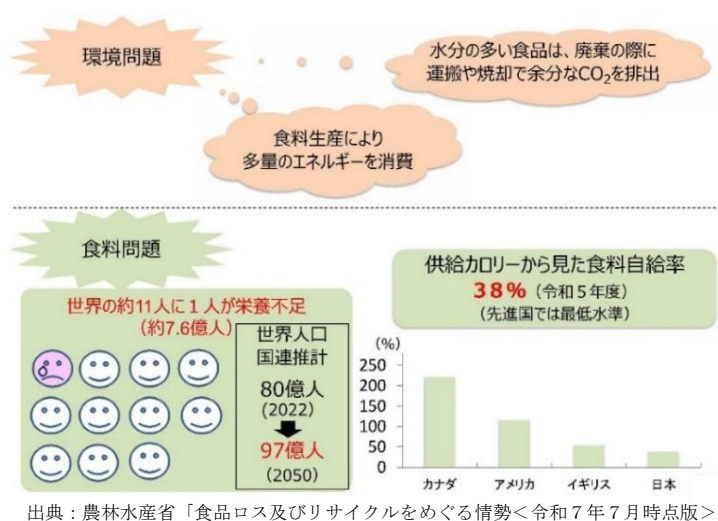 環境問題
水分の多い食品は、廃棄の際に
運搬や焼却で余分なCO₂を排出
食料生産により
多量のエネルギーを消費
食料問題
世界の約11人に１人が栄養不足
（約7.6億人）
世界人口
国連推計
80億人
（2022）
97億人
（2050）
供給カロリーから見た食料自給率
38％（令和５年度）
（先進国では最低水準）
（%）
250
200
150
100
50
0
カナダ
アメリカ
イギリス
日本
出典：農林水産省「食品ロス及びリサイクルをめぐる情勢＜令和７年７月時点版＞